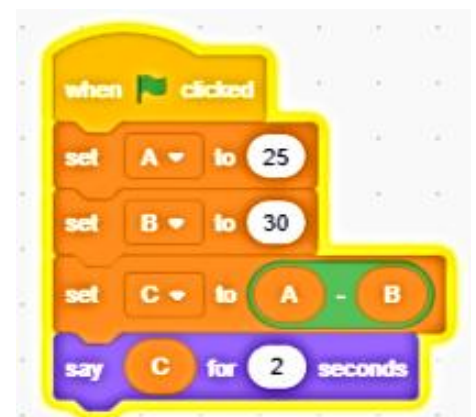 when clicked
set A to 25
set B to 30
set C to A - B
say C for 2 seconds